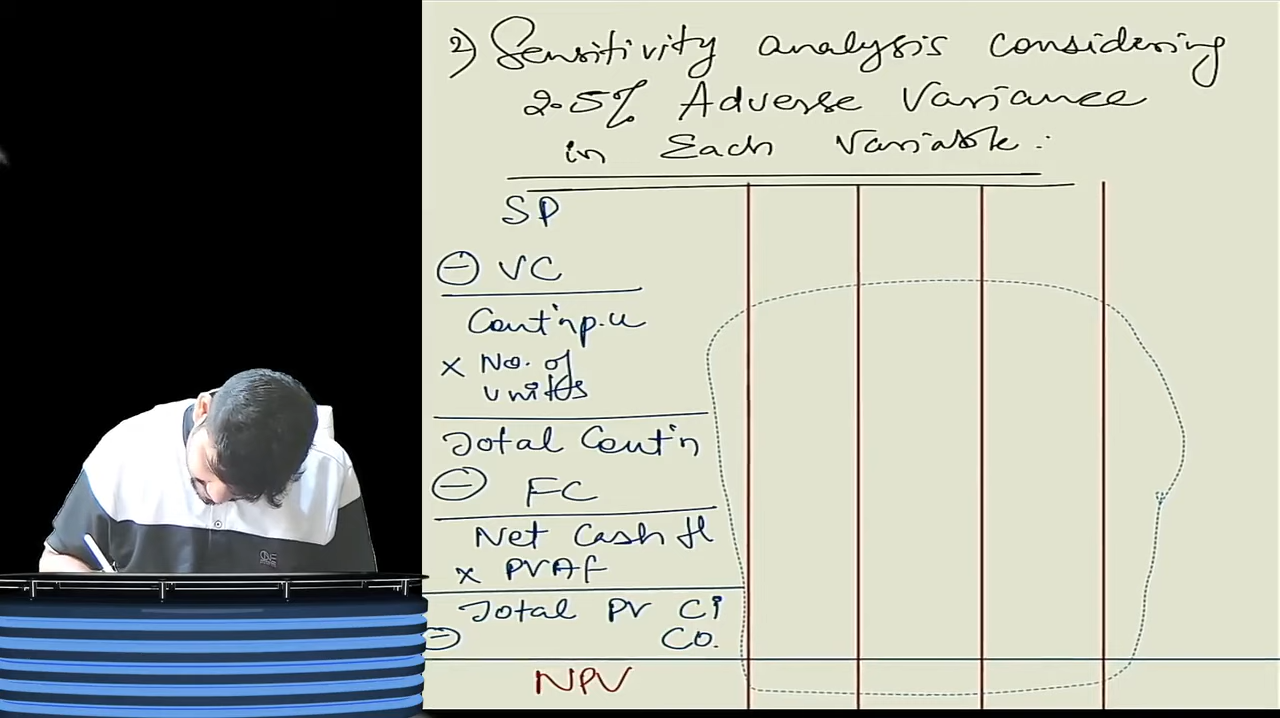 2) Sensitivity analysis considering
2.5% Adverse Variance
in Each Variable :
SP
⊖ VC
Cont'n p.u
× No. of
units
Total Cont'n
⊖ FC
Net Cash fl
× PVAF
Total PV CI
⊖ CO.
NPV